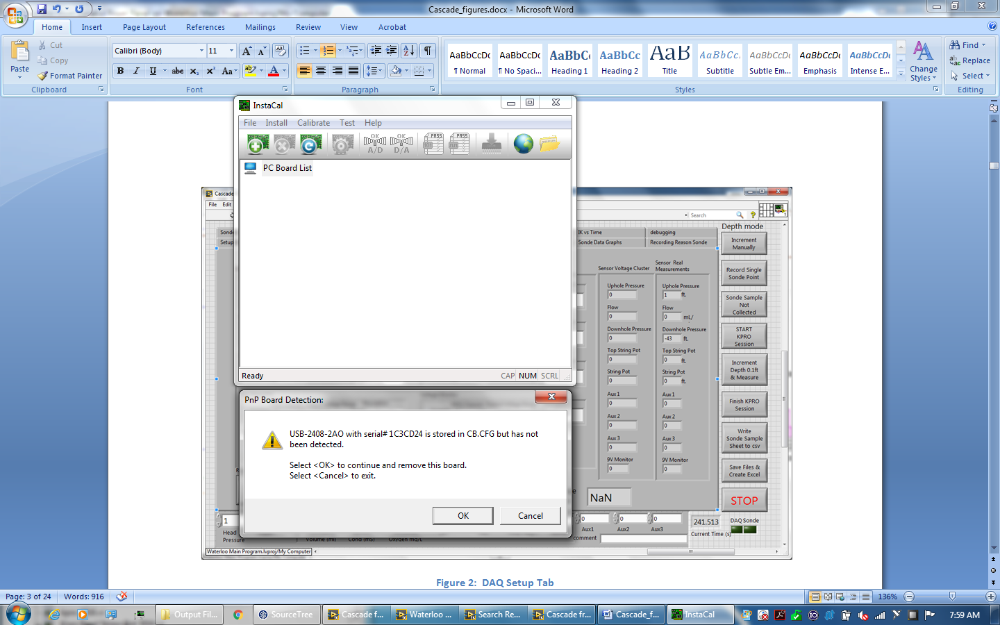 Cascade_figures.docx - Microsoft Word
Home Insert Page Layout References Mailings Review View Acrobat
Paste
Cut
Copy
Format Painter
Clipboard
Calibri (Body) 11
B I U abc x₂ x² Aa ab A
Font
Paragraph
AaBbCcDc AaBbCcDc AaBbC AaBbCc AaB AaBbCc. AaBbCcDc AaBbCcDc AaBbCcDc
¶ Normal ¶ No Spaci... Heading 1 Heading 2 Title Subtitle Subtle Em... Emphasis Intense E...
Change
Styles
Styles
Find
Replace
Select
Editing
InstaCal
File Install Calibrate Test Help
OK OK PASS PASS
A/D D/A
PC Board List
Ready CAP NUM SCRL
PnP Board Detection:
USB-2408-2AO with serial# 1C3CD24 is stored in CB.CFG but has not
been detected.
Select <OK> to continue and remove this board.
Select <Cancel> to exit.
OK Cancel
Cascade
File Edit
Search
Sonde
Setup
IK vs Time debugging
Sonde Data Graphs Recording Reason Sonde
Sensor Voltage Cluster
Uphole Pressure
0
Flow
0
Downhole Pressure
0
Top String Pot
0
String Pot
0
Aux 1
0
Aux 2
0
Aux 3
0
9V Monitor
0
Sensor Real
Measurements
Uphole Pressure
1 ft.
Flow
0 mL/
Downhole Pressure
-43 ft.
Top String Pot
0 ft.
String Pot
0 ft.
Aux 1
0
Aux 2
0
Aux 3
0
9V Monitor
0
Depth mode
Increment
Manually
Record Single
Sonde Point
Sonde Sample
Not
Collected
START
KPRO
Session
Increment
Depth 0.1ft
& Measure
Finish KPRO
Session
Write
Sonde Sample
Sheet to csv
Save Files &
Create Excel
STOP
NaN
1
Head
Pressure
Volume (ml) Cond (mS) Oxygen mg/L
0 0 0
Aux1 Aux2 Aux3
comment
241.513
Current Time (s)
DAQ Sonde
Waterloo Main Program.lvproj/My Computer
Figure 2: DAQ Setup Tab
Page: 3 of 24 Words: 916 136%
Output Fil... SourceTree Cascade f... Waterloo ... Search Re... Cascade fr... Cascade_f... InstaCal 7:59 AM